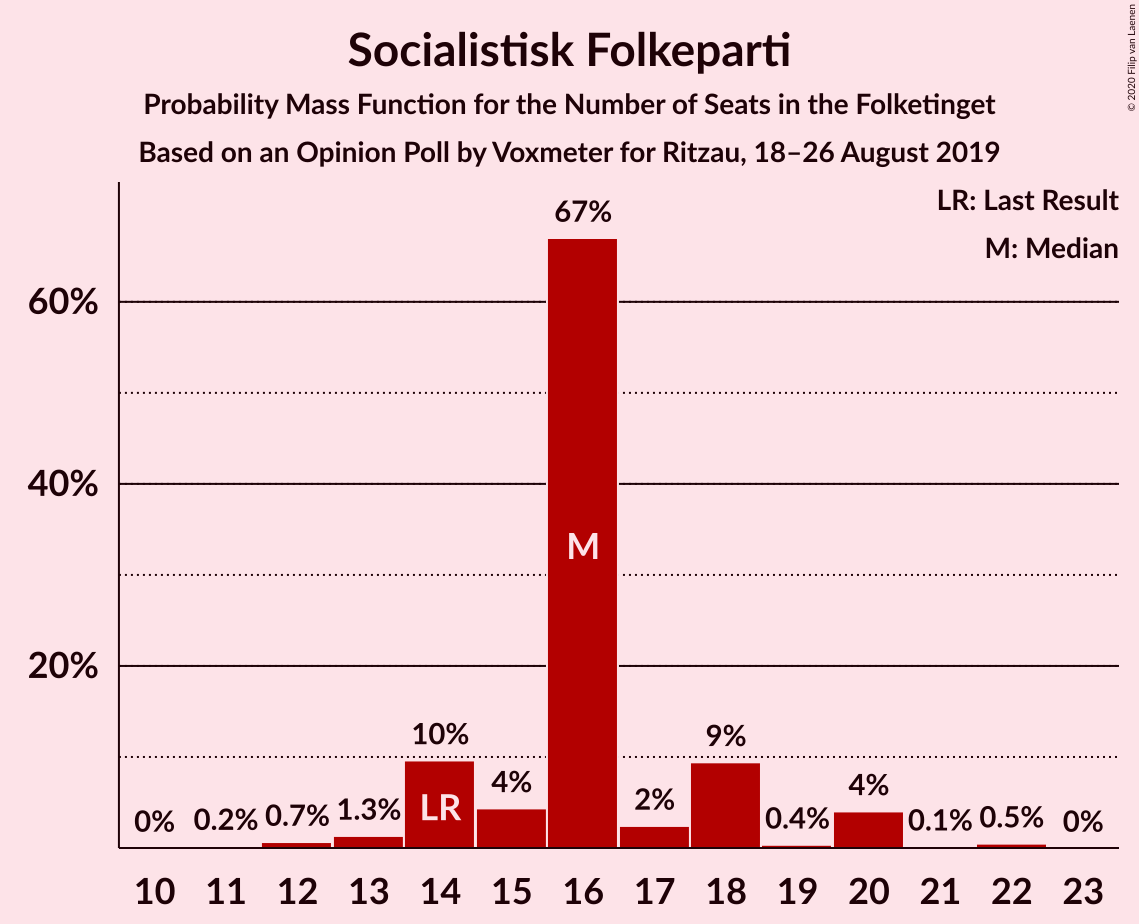 Socialistisk Folkeparti
Probability Mass Function for the Number of Seats in the Folketinget
Based on an Opinion Poll by Voxmeter for Ritzau, 18–26 August 2019
© 2020 Filip van Laenen
LR: Last Result
M: Median
60%
40%
20%
0%
0.2%
0.7%
1.3%
10%
4%
67%
2%
9%
0.4%
4%
0.1%
0.5%
0%
LR
M
10 11 12 13 14 15 16 17 18 19 20 21 22 23